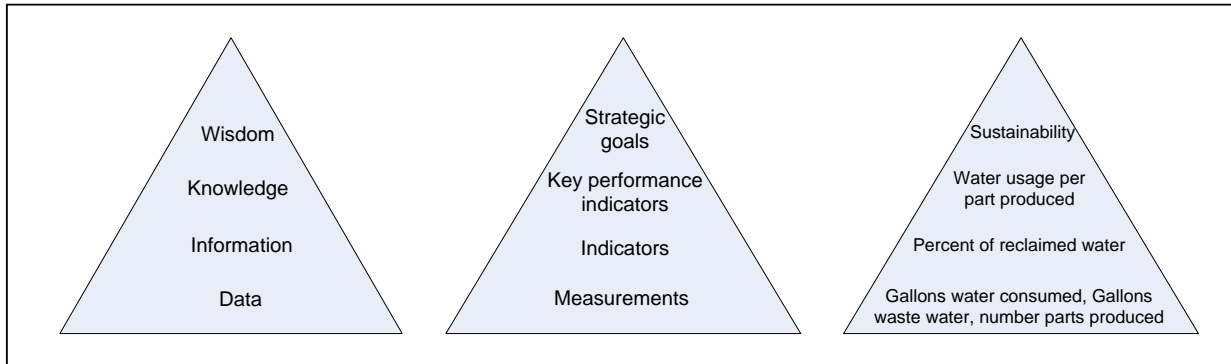 Wisdom
Knowledge
Information
Data
Strategic
goals
Key performance
indicators
Indicators
Measurements
Sustainability
Water usage per
part produced
Percent of reclaimed water
Gallons water consumed, Gallons
waste water, number parts produced